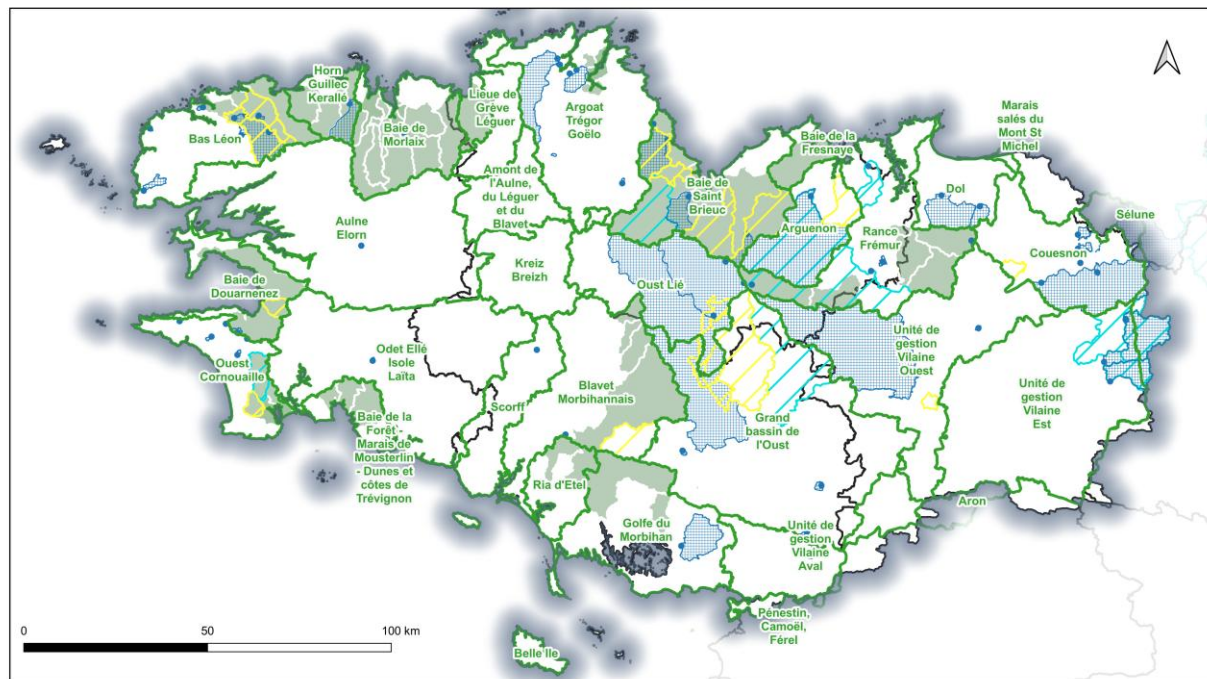 Horn
Guillec
Kerallé
Lieue de
Grève
Léguer
Argoat
Trégor
Goëlo
Bas Léon
Baie de
Morlaix
Baie de la
Fresnaye
Marais
salés du
Mont St
Michel
Amont de
l'Aulne,
du Léguer
et du
Blavet
Baie de
Saint
Brieuc
Dol
Sélune
Aulne
Elorn
Arguenon
Rance
Frémur
Couesnon
Kreiz
Breizh
Oust Lié
Baie de
Douarnenez
Unité de
gestion
Vilaine
Ouest
Ouest
Cornouaille
Odet Ellé
Isole
Laïta
Blavet
Morbihannais
Unité de
gestion
Vilaine
Est
Scorff
Grand
bassin de
l'Oust
Baie de la
Forêt -
Marais de
Mousterlin
- Dunes et
côtes de
Trévignon
Ria d'Etel
Aron
Golfe du
Morbihan
Unité de
gestion
Vilaine
Aval
Pénestin,
Camoël,
Férel
Belle Ile
0 50 100 km